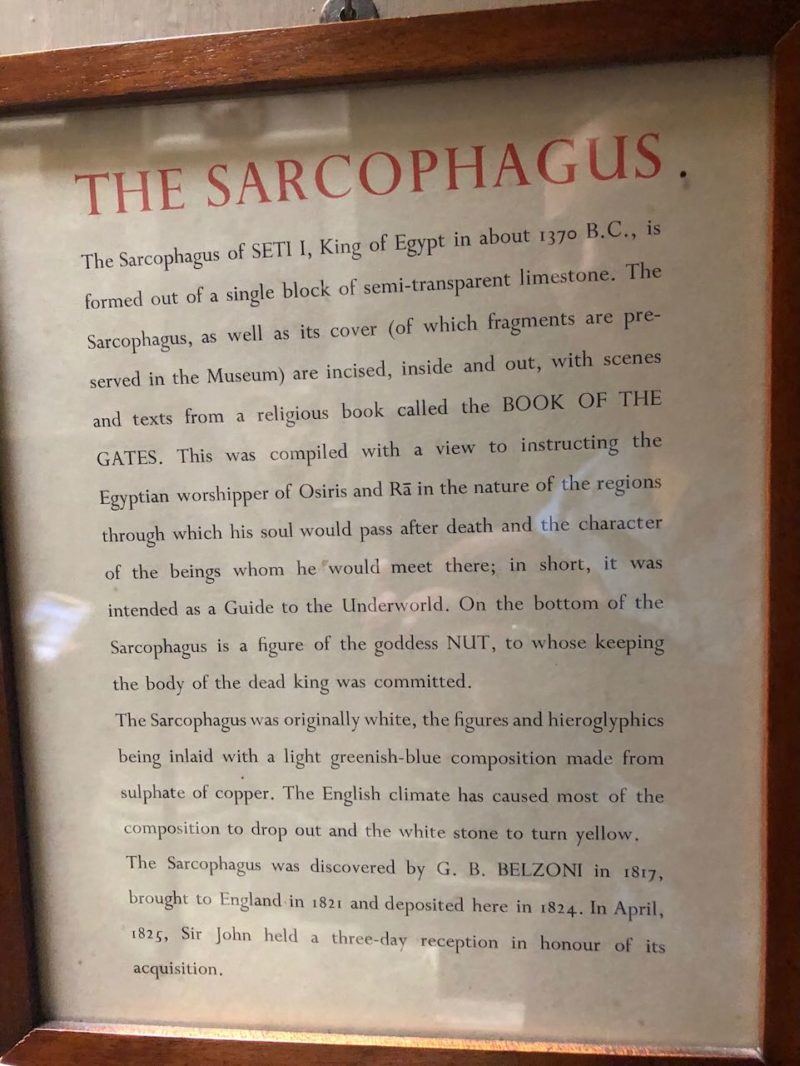 THE SARCOPHAGUS.
The Sarcophagus of SETI I, King of Egypt in about 1370 B.C., is
formed out of a single block of semi-transparent limestone. The
Sarcophagus, as well as its cover (of which fragments are pre-
served in the Museum) are incised, inside and out, with scenes
and texts from a religious book called the BOOK OF THE
GATES. This was compiled with a view to instructing the
Egyptian worshipper of Osiris and Rā in the nature of the regions
through which his soul would pass after death and the character
of the beings whom he would meet there; in short, it was
intended as a Guide to the Underworld. On the bottom of the
Sarcophagus is a figure of the goddess NUT, to whose keeping
the body of the dead king was committed.
The Sarcophagus was originally white, the figures and hieroglyphics
being inlaid with a light greenish-blue composition made from
sulphate of copper. The English climate has caused most of the
composition to drop out and the white stone to turn yellow.
The Sarcophagus was discovered by G. B. BELZONI in 1817,
brought to England in 1821 and deposited here in 1824. In April,
1825, Sir John held a three-day reception in honour of its
acquisition.